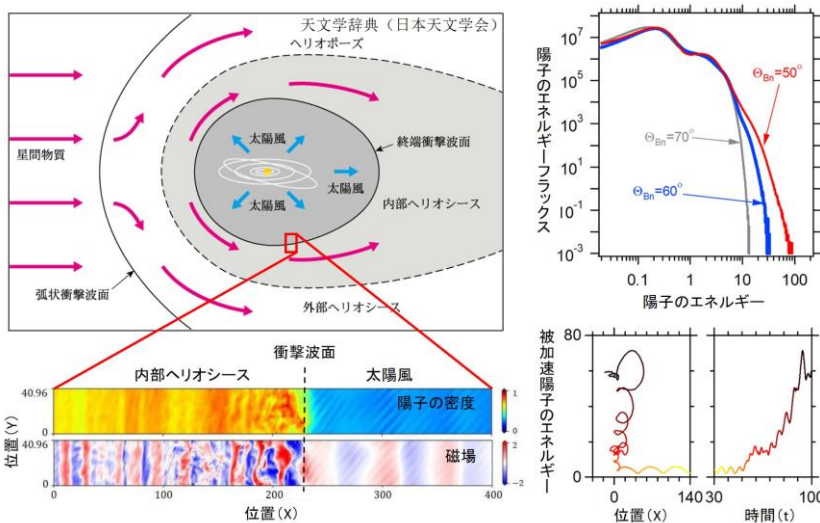 天文学辞典（日本天文学会）
ヘリオポーズ
星間物質
太陽風
終端衝撃波面
太陽風
太陽風
内部ヘリオシース
弧状衝撃波面
外部ヘリオシース
衝撃波面
内部ヘリオシース
太陽風
位置(Y)
40.96
0
陽子の密度
1
0
40.96
0
磁場
2
-2
0
100
200
300
400
位置(X)
陽子のエネルギーフラックス
10⁷
10⁵
10³
10¹
10⁻¹
10⁻³
Θ_Bn=50°
Θ_Bn=70°
Θ_Bn=60°
0.1
1
10
100
陽子のエネルギー
被加速陽子のエネルギー
80
60
0
0
140
位置(X)
30
100
時間(t)